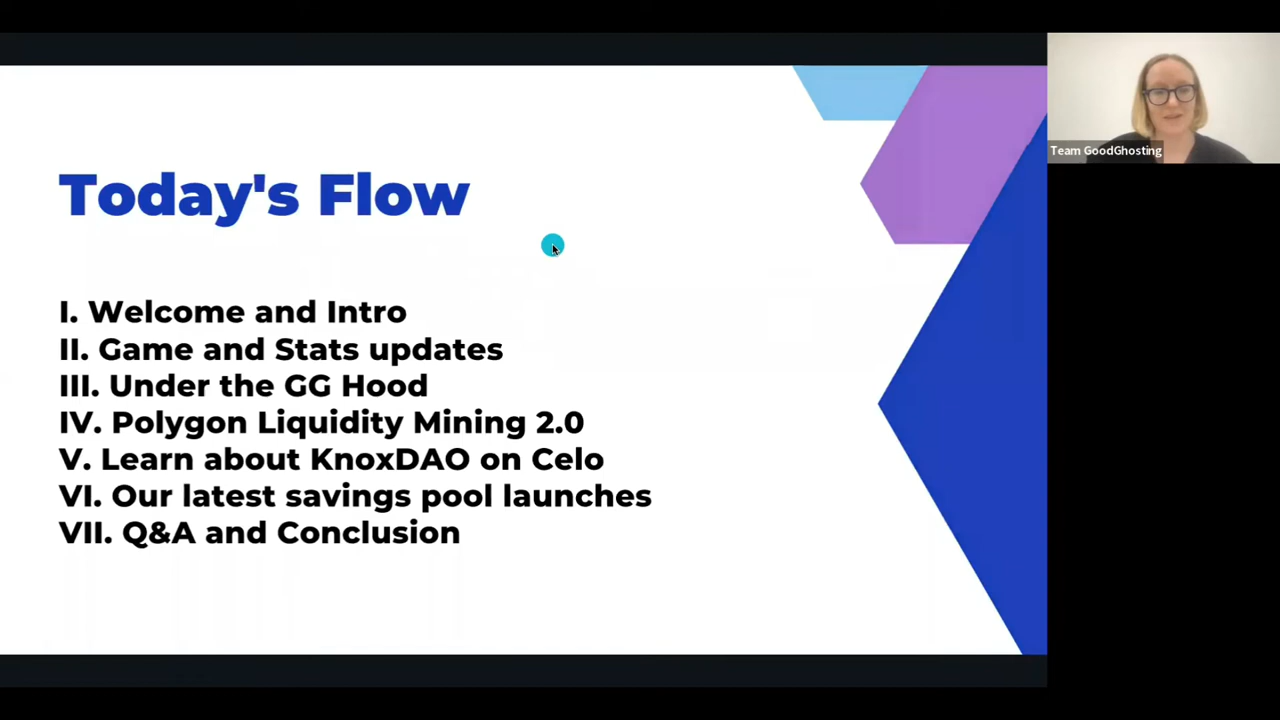 Today's Flow
I. Welcome and Intro
II. Game and Stats updates
III. Under the GG Hood
IV. Polygon Liquidity Mining 2.0
V. Learn about KnoxDAO on Celo
VI. Our latest savings pool launches
VII. Q&A and Conclusion
Team GoodGhosting